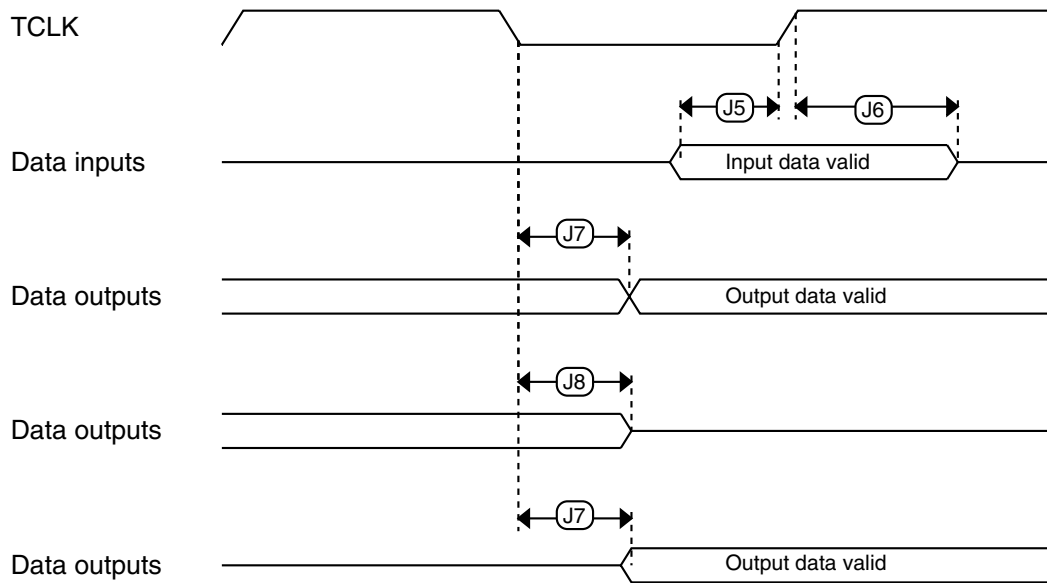 TCLK
J5
J6
Data inputs
Input data valid
J7
Data outputs
Output data valid
J8
Data outputs
J7
Data outputs
Output data valid